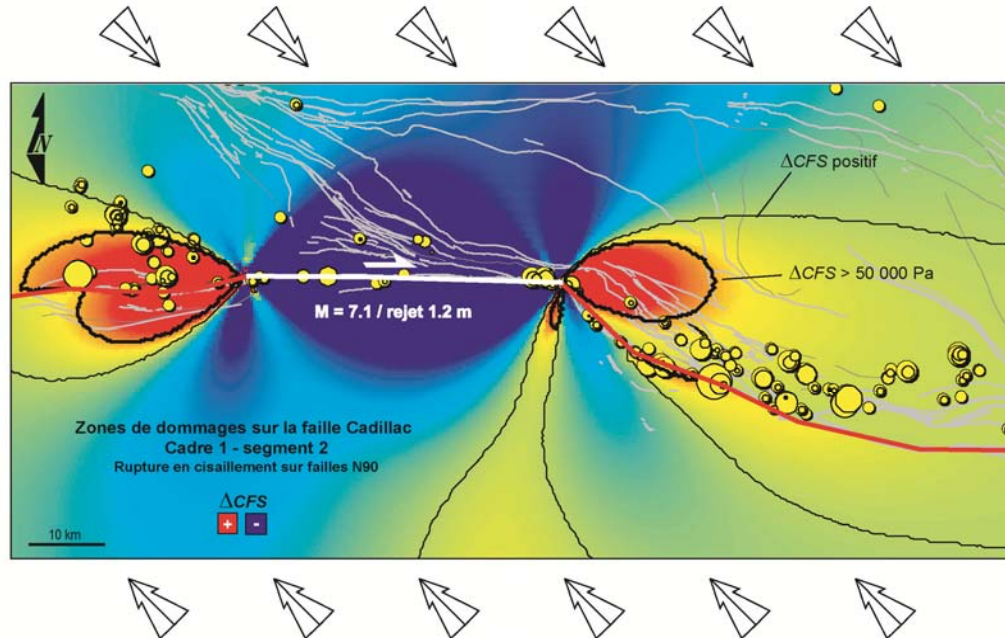 N
ΔCFS positif
ΔCFS > 50 000 Pa
M = 7.1 / rejet 1.2 m
Zones de dommages sur la faille Cadillac
Cadre 1 - segment 2
Rupture en cisaillement sur failles N90
ΔCFS
+ -
10 km